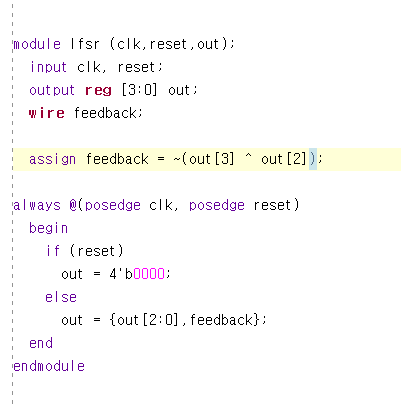 module lfsr (clk,reset,out);
input clk, reset;
output reg [3:0] out;
wire feedback;
assign feedback = ~(out[3] ^ out[2]);
always @(posedge clk, posedge reset)
begin
if (reset)
out = 4'b0000;
else
out = {out[2:0],feedback};
end
endmodule